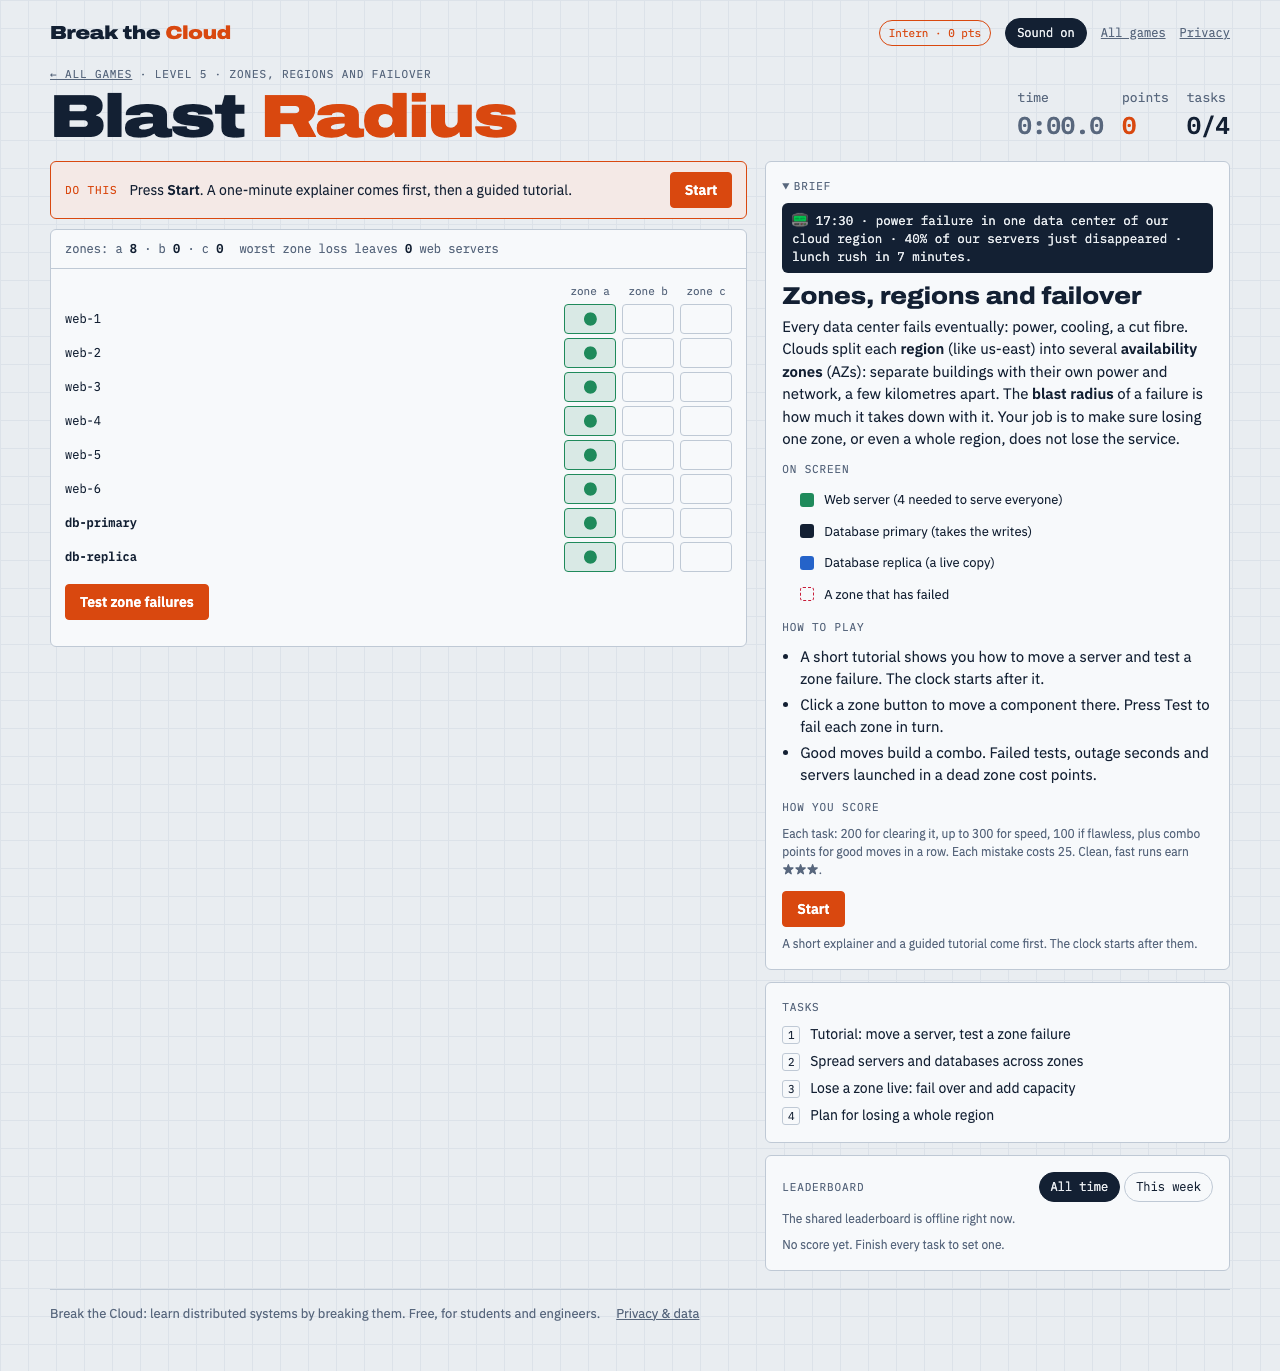 Break the Cloud
Intern · 0 pts
Sound on
All games
Privacy
← ALL GAMES · LEVEL 5 · ZONES, REGIONS AND FAILOVER
Blast Radius
time
points
tasks
0:00.0
0
0/4
DO THIS Press Start. A one-minute explainer comes first, then a guided tutorial.
Start
zones: a 8 · b 0 · c 0 worst zone loss leaves 0 web servers
zone a
zone b
zone c
web-1
web-2
web-3
web-4
web-5
web-6
db-primary
db-replica
Test zone failures
▼ BRIEF
17:30 · power failure in one data center of our
cloud region · 40% of our servers just disappeared ·
lunch rush in 7 minutes.
Zones, regions and failover
Every data center fails eventually: power, cooling, a cut fibre.
Clouds split each region (like us-east) into several availability
zones (AZs): separate buildings with their own power and
network, a few kilometres apart. The blast radius of a failure is
how much it takes down with it. Your job is to make sure losing
one zone, or even a whole region, does not lose the service.
ON SCREEN
Web server (4 needed to serve everyone)
Database primary (takes the writes)
Database replica (a live copy)
A zone that has failed
HOW TO PLAY
• A short tutorial shows you how to move a server and test a
zone failure. The clock starts after it.
• Click a zone button to move a component there. Press Test to
fail each zone in turn.
• Good moves build a combo. Failed tests, outage seconds and
servers launched in a dead zone cost points.
HOW YOU SCORE
Each task: 200 for clearing it, up to 300 for speed, 100 if flawless, plus combo
points for good moves in a row. Each mistake costs 25. Clean, fast runs earn
★★★.
Start
A short explainer and a guided tutorial come first. The clock starts after them.
TASKS
1 Tutorial: move a server, test a zone failure
2 Spread servers and databases across zones
3 Lose a zone live: fail over and add capacity
4 Plan for losing a whole region
LEADERBOARD
All time
This week
The shared leaderboard is offline right now.
No score yet. Finish every task to set one.
Break the Cloud: learn distributed systems by breaking them. Free, for students and engineers.
Privacy & data